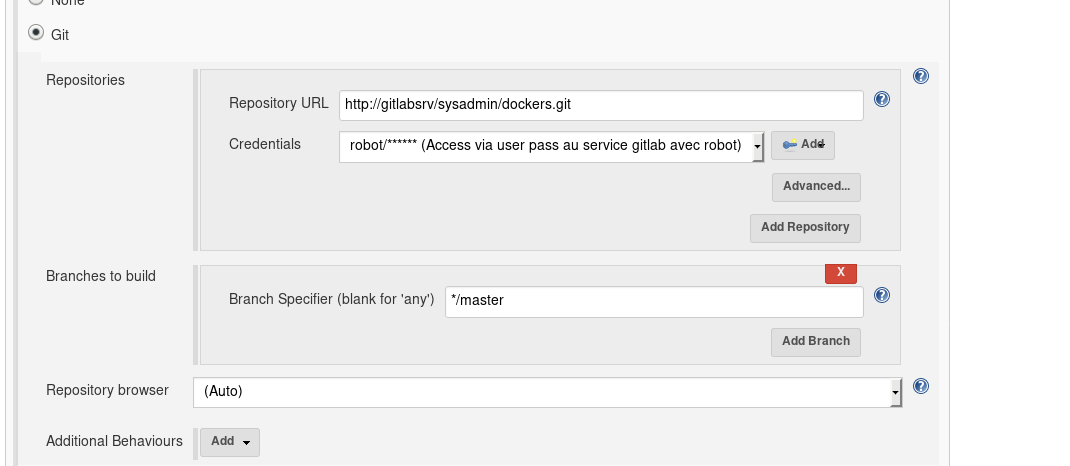 None
Git
Repositories
Repository URL http://gitlabsrv/sysadmin/dockers.git
Credentials robot/****** (Access via user pass au service gitlab avec robot) Add
Advanced...
Add Repository
Branches to build
X
Branch Specifier (blank for 'any') */master
Add Branch
Repository browser (Auto)
Additional Behaviours Add